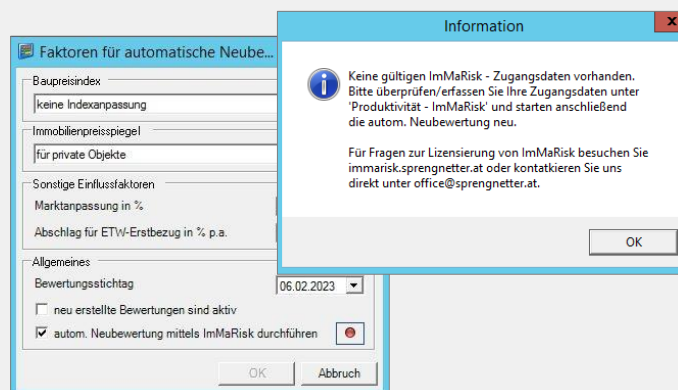 Faktoren für automatische Neube...
Baupreisindex
keine Indexanpassung
Immobilienpreisspiegel
für private Objekte
Sonstige Einflussfaktoren
Marktanpassung in %
Abschlag für ETW-Erstbezug in % p.a.
Allgemeines
Bewertungsstichtag
06.02.2023
neu erstellte Bewertungen sind aktiv
autom. Neubewertung mittels ImMaRisk durchführen
OK
Abbruch
Information
x
Keine gültigen ImMaRisk - Zugangsdaten vorhanden.
Bitte überprüfen/erfassen Sie Ihre Zugangsdaten unter
'Produktivität - ImMaRisk' und starten anschließend
die autom. Neubewertung neu.
Für Fragen zur Lizensierung von ImMaRisk besuchen Sie
immarisk.sprengnetter.at oder kontatkieren Sie uns
direkt unter office@sprengnetter.at.
OK